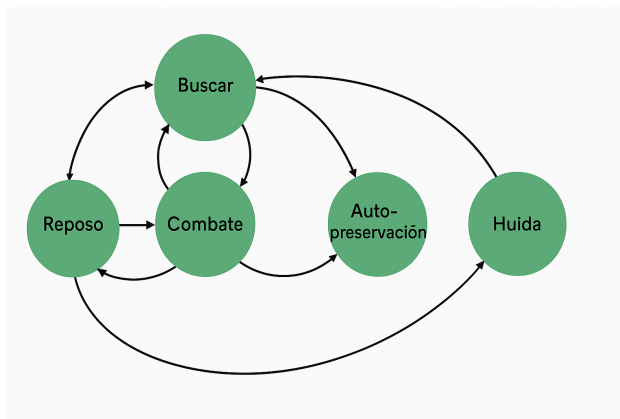 Buscar
Reposo
Combate
Auto-
preservación
Huida